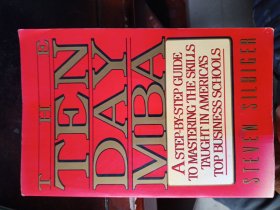 THE
TEN
DAY
MBA
A STEP-BY-STEP GUIDE
TO MASTERING THE SKILLS
TAUGHT IN AMERICA'S
TOP BUSINESS SCHOOLS
STEVEN SILBIGER